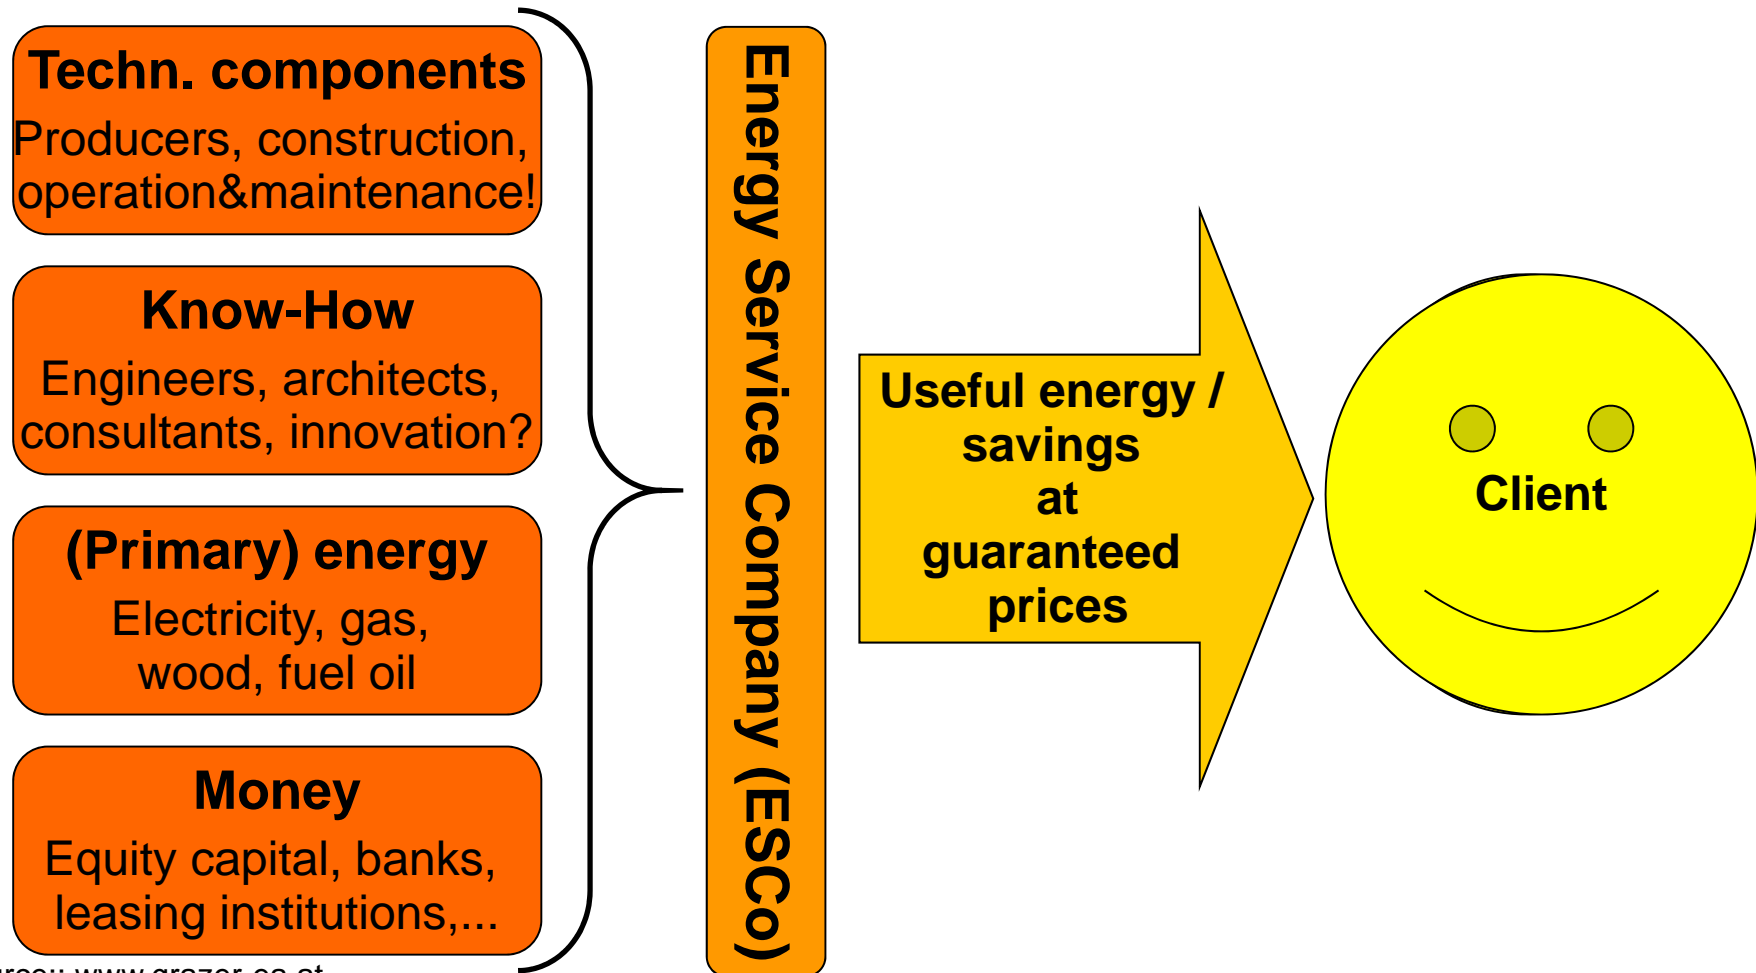 Techn. components
Producers, construction,
operation&maintenance!
Know-How
Engineers, architects,
consultants, innovation?
(Primary) energy
Electricity, gas,
wood, fuel oil
Money
Equity capital, banks,
leasing institutions,...
Energy Service Company (ESCo)
Useful energy /
savings
at
guaranteed
prices
Client